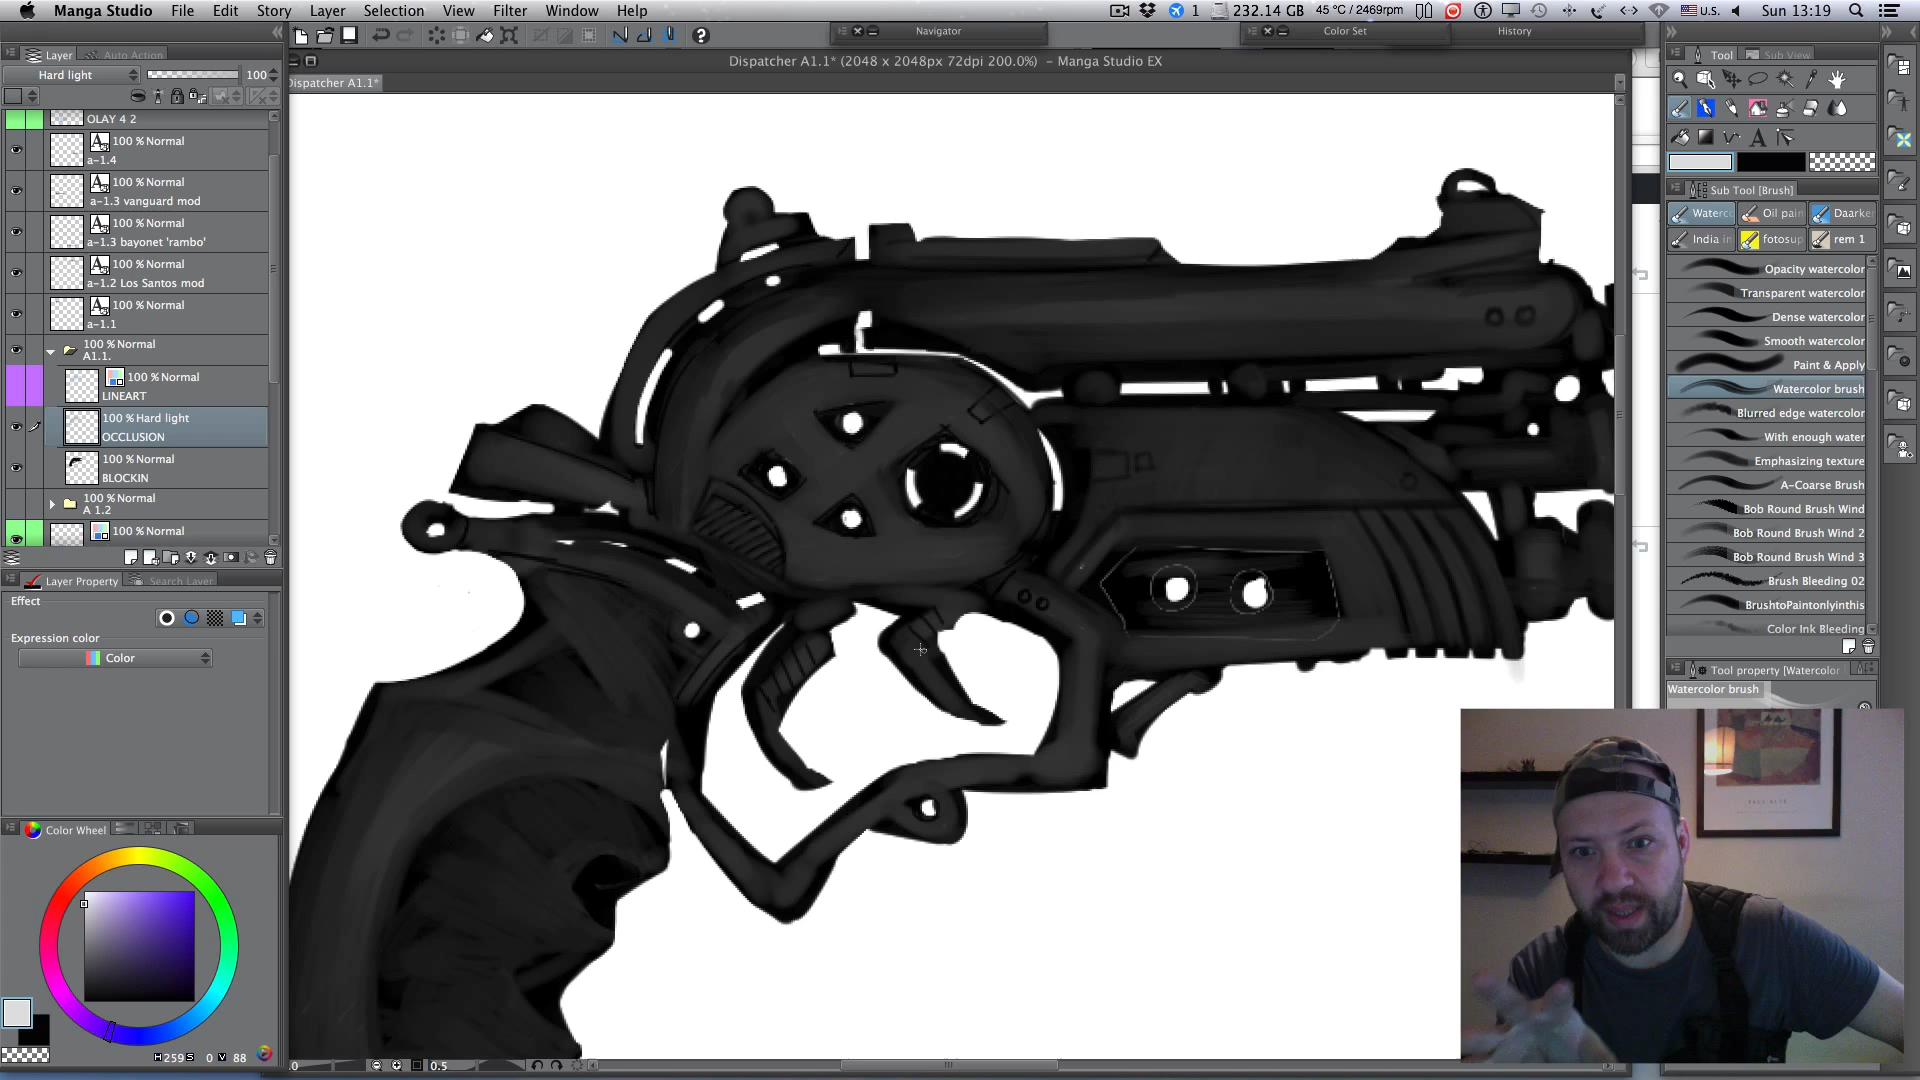 Manga Studio File Edit Story Layer Selection View Filter Window Help 1 232.14 GB 45 °C / 2469rpm U.S. Sun 13:19
Navigator Color Set History
Layer Auto Action
Hard light 100
Dispatcher A1.1* (2048 x 2048px 72dpi 200.0%) - Manga Studio EX
Dispatcher A1.1*
OLAY 4 2
100 % Normal
a-1.4
100 % Normal
a-1.3 vanguard mod
100 % Normal
a-1.3 bayonet 'rambo'
100 % Normal
a-1.2 Los Santos mod
100 % Normal
a-1.1
100 % Normal
A1.1.
100 % Normal
LINEART
100 % Hard light
OCCLUSION
100 % Normal
BLOCKIN
100 % Normal
A 1.2
100 % Normal
Layer Property Search Layer
Effect
Expression color
Color
Color Wheel
H 259 S 0 V 88
0.5
Tool Sub View
Sub Tool [Brush]
Waterc Oil pain Daarke
India in fotosup rem 1
Opacity watercolor
Transparent watercolor
Dense watercolor
Smooth watercolor
Paint & Apply
Watercolor brush
Blurred edge watercolor
With enough water
Emphasizing texture
A-Coarse Brush
Bob Round Brush Wind
Bob Round Brush Wind 2
Bob Round Brush Wind 3
Brush Bleeding 02
BrushtoPaintonlyinthis
Color Ink Bleeding
Tool property [Watercolor
Watercolor brush